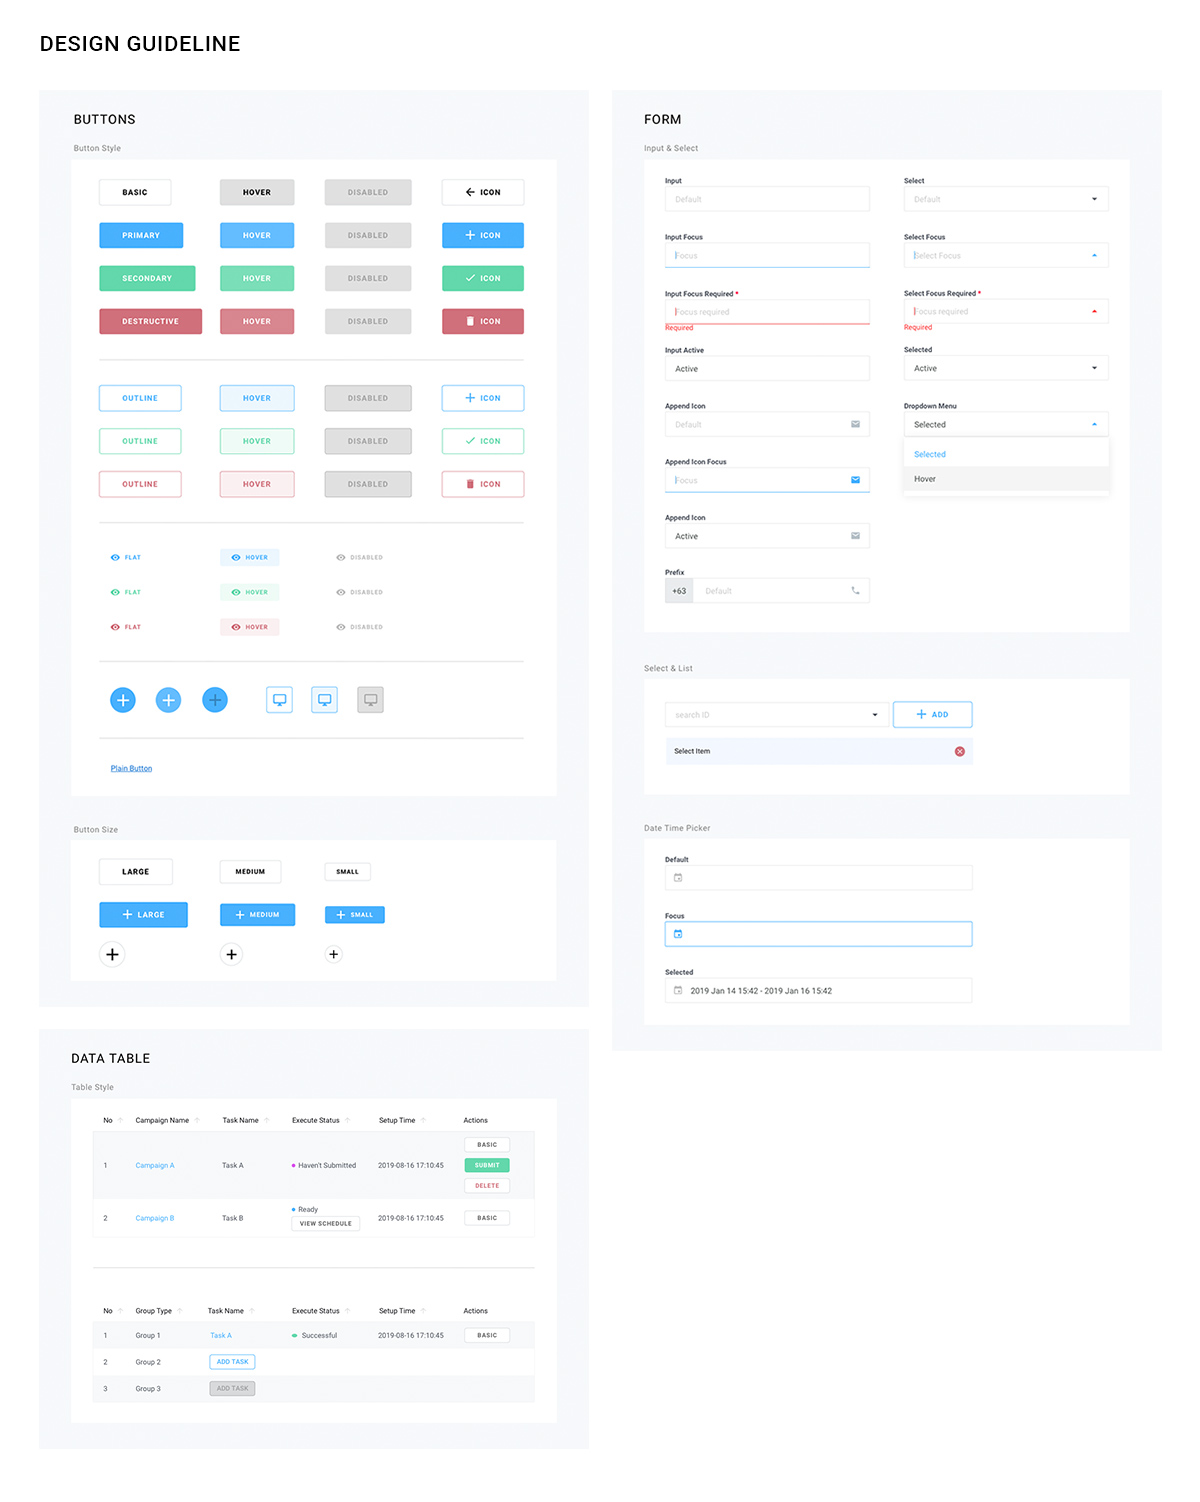 DESIGN GUIDELINE
BUTTONS
Button Style
BASIC HOVER DISABLED ICON
PRIMARY HOVER DISABLED ICON
SECONDARY HOVER DISABLED ICON
DESTRUCTIVE HOVER DISABLED ICON
OUTLINE HOVER DISABLED ICON
OUTLINE HOVER DISABLED ICON
OUTLINE HOVER DISABLED ICON
FLAT HOVER DISABLED
FLAT HOVER DISABLED
FLAT HOVER DISABLED
Plain Button
Button Size
LARGE MEDIUM SMALL
LARGE MEDIUM SMALL
DATA TABLE
Table Style
No Campaign Name Task Name Execute Status Setup Time Actions
BASIC
1 Campaign A Task A Haven't Submitted 2019-08-16 17:10:45 SUBMIT
DELETE
Ready
2 Campaign B Task B 2019-08-16 17:10:45 BASIC
VIEW SCHEDULE
No Group Type Task Name Execute Status Setup Time Actions
1 Group 1 Task A Successful 2019-08-16 17:10:45 BASIC
2 Group 2 ADD TASK
3 Group 3 ADD TASK
FORM
Input & Select
Input
Default
Input Focus
Focus
Input Focus Required *
Focus required
Required
Input Active
Active
Append Icon
Default
Append Icon Focus
Focus
Append Icon
Active
Prefix
+63 Default
Select
Default
Select Focus
Select Focus
Select Focus Required *
Focus required
Required
Selected
Active
Dropdown Menu
Selected
Selected
Hover
Select & List
search ID ADD
Select Item
Date Time Picker
Default
Focus
Selected
2019 Jan 14 15:42 - 2019 Jan 16 15:42